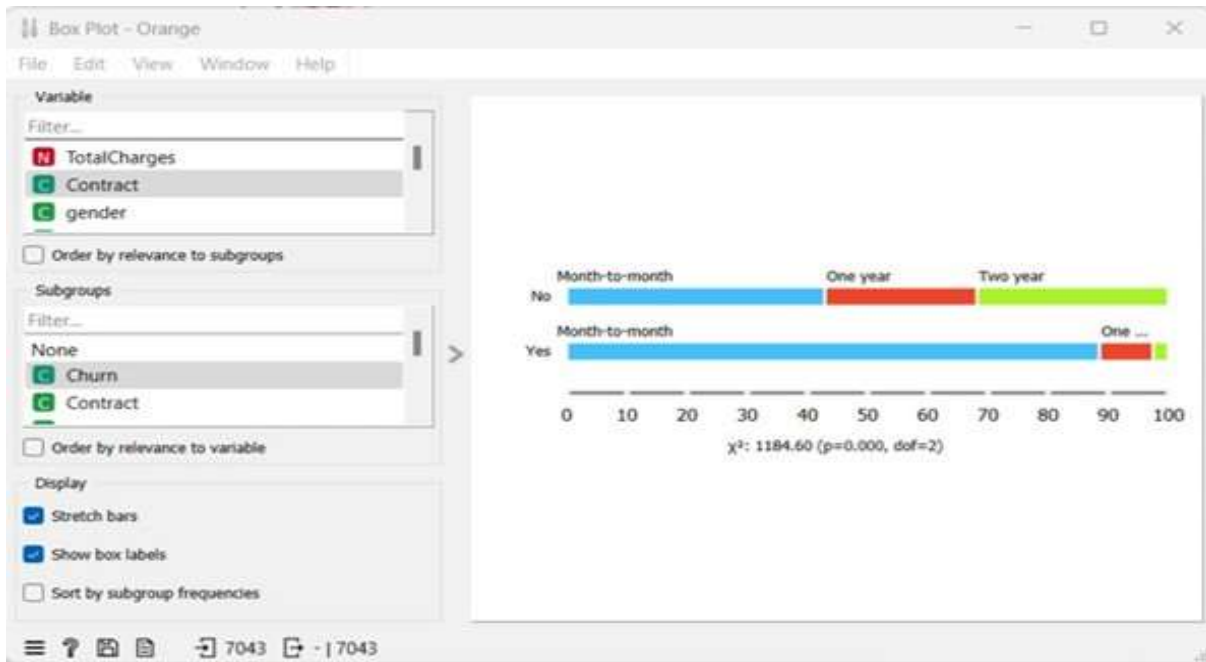 Box Plot - Orange
File Edit View Window Help
Variable
Filter...
N TotalCharges
C Contract
C gender
Order by relevance to subgroups
Subgroups
Filter...
None
C Churn
C Contract
Order by relevance to variable
Display
Stretch bars
Show box labels
Sort by subgroup frequencies
7043 - | 7043
>
Month-to-month One year Two year
No
Month-to-month One ...
Yes
0 10 20 30 40 50 60 70 80 90 100
χ²: 1184.60 (p=0.000, dof=2)